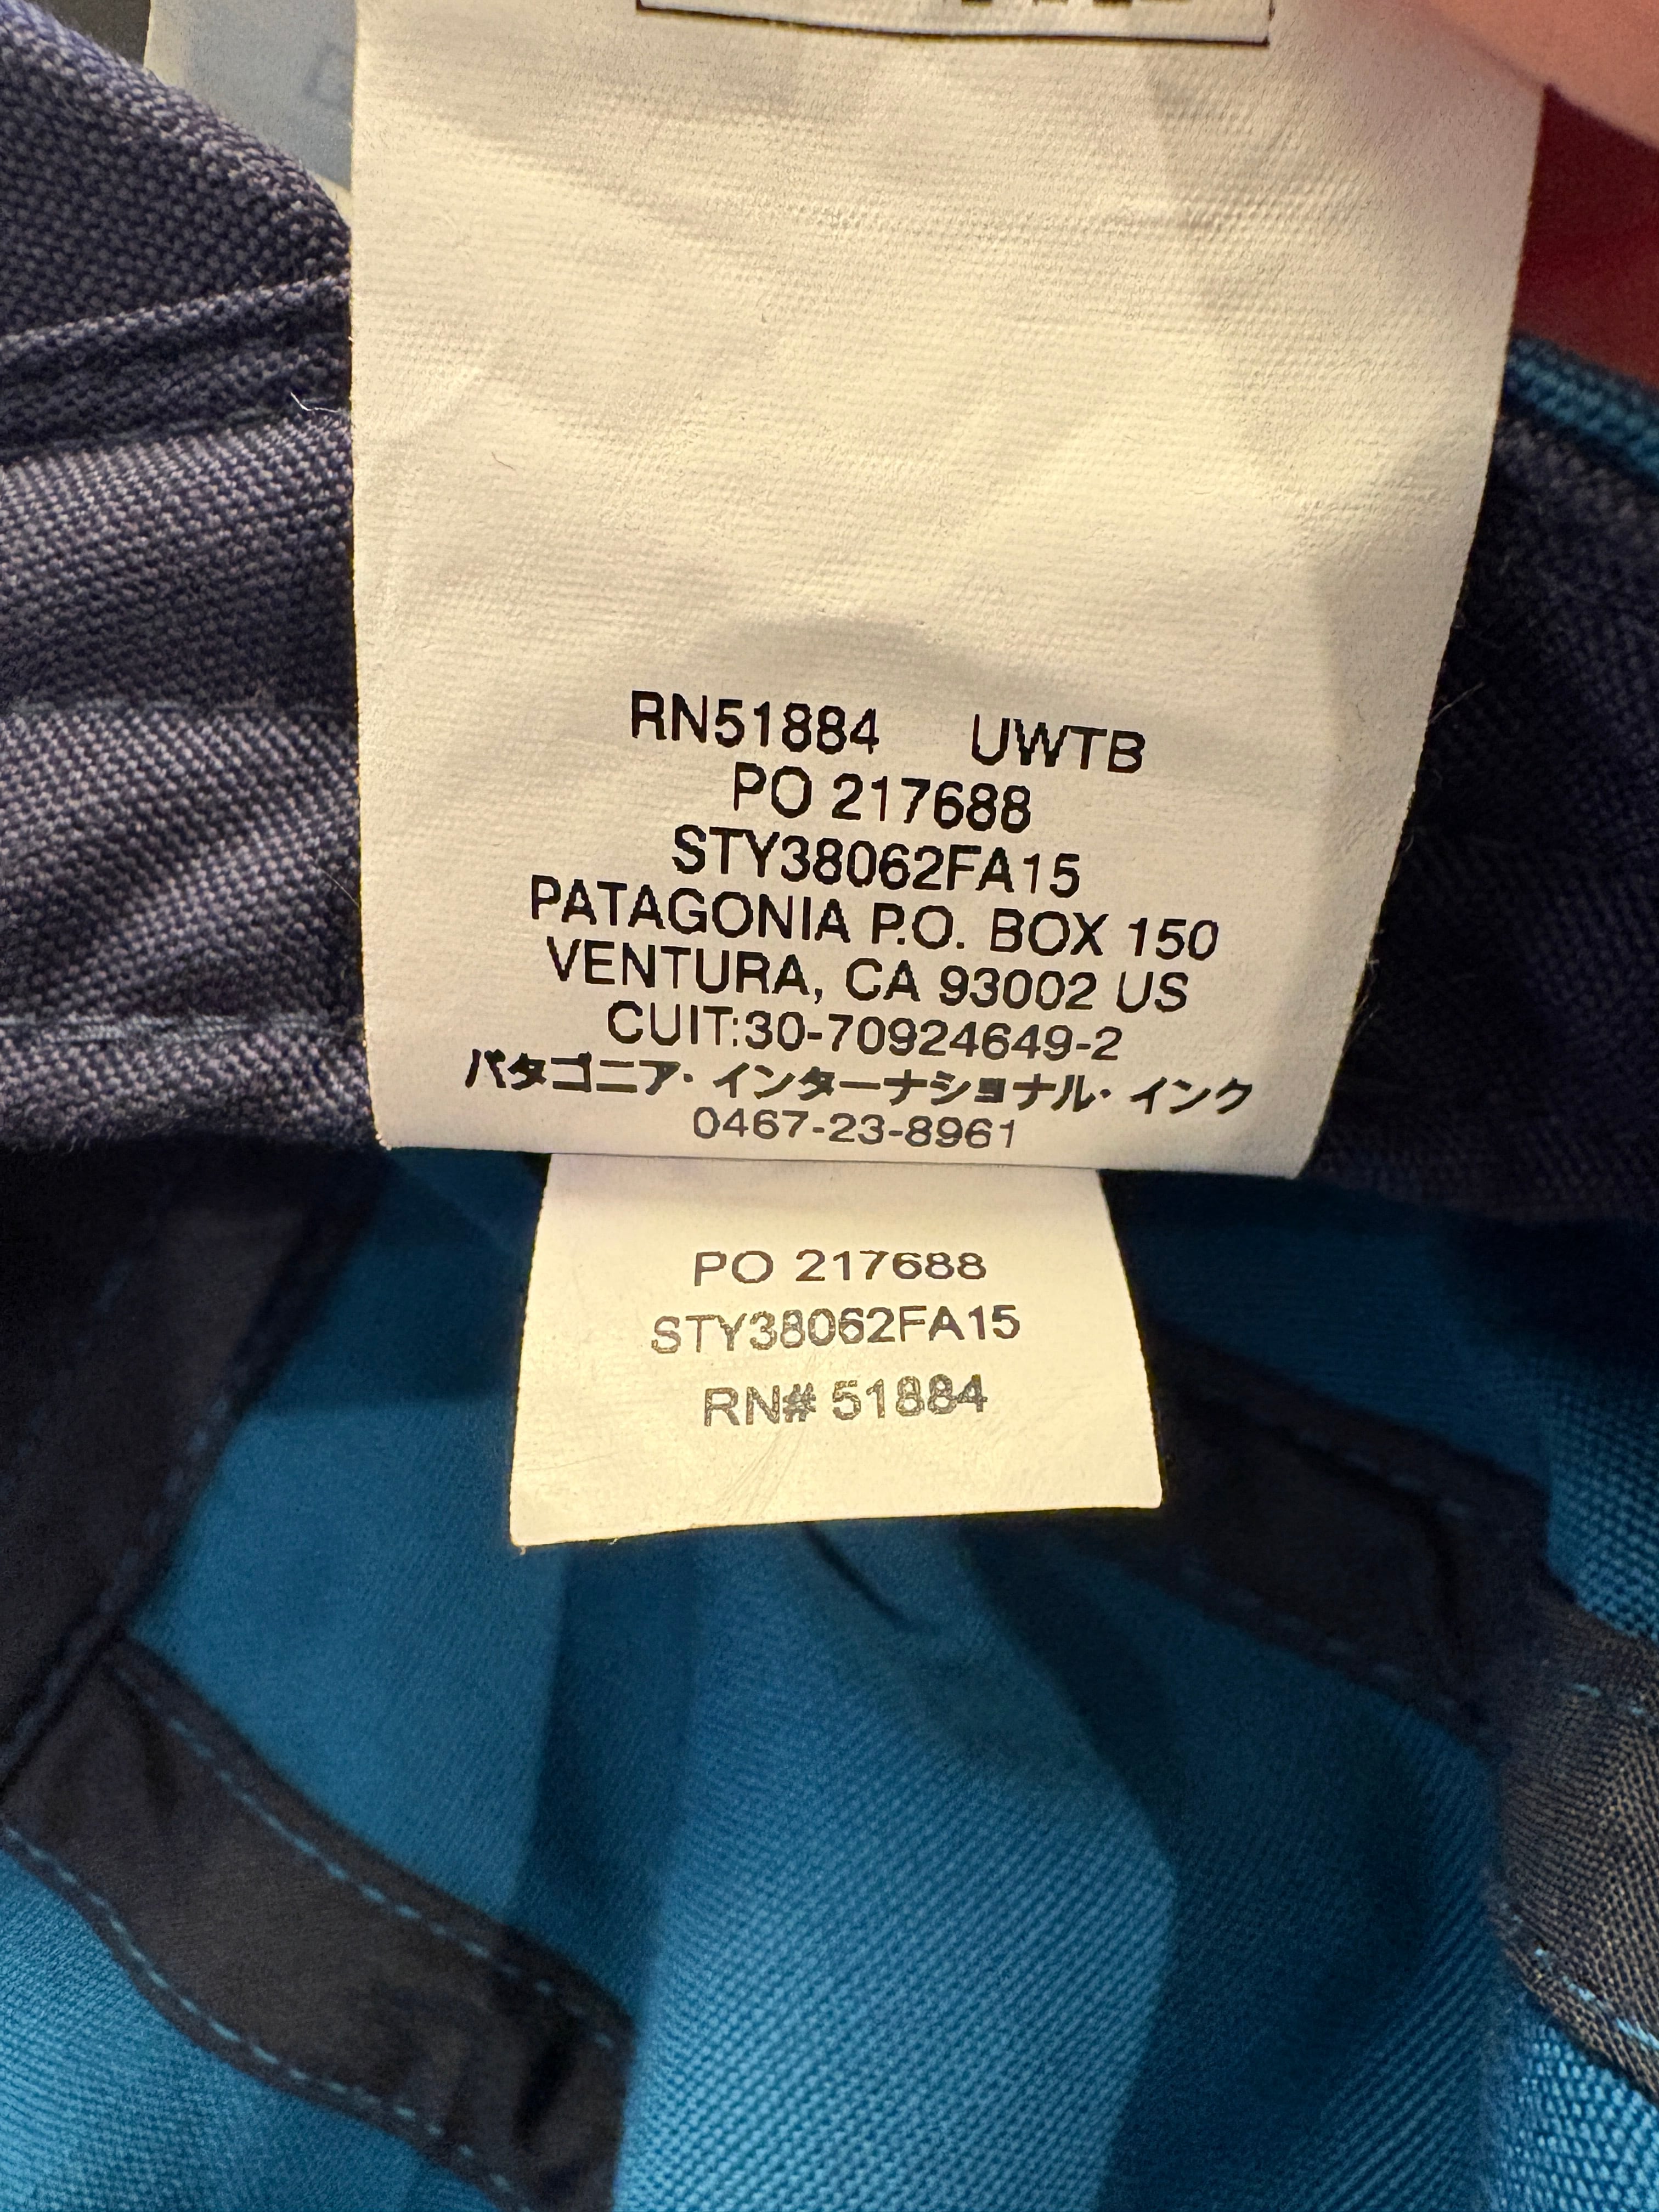 RN51884 UWTB
PO 217688
STY38062FA15
PATAGONIA P.O. BOX 150
VENTURA, CA 93002 US
CUIT:30-70924649-2
パタゴニア・インターナショナル・インク
0467-23-8961
PO 217688
STY38062FA15
RN# 51884